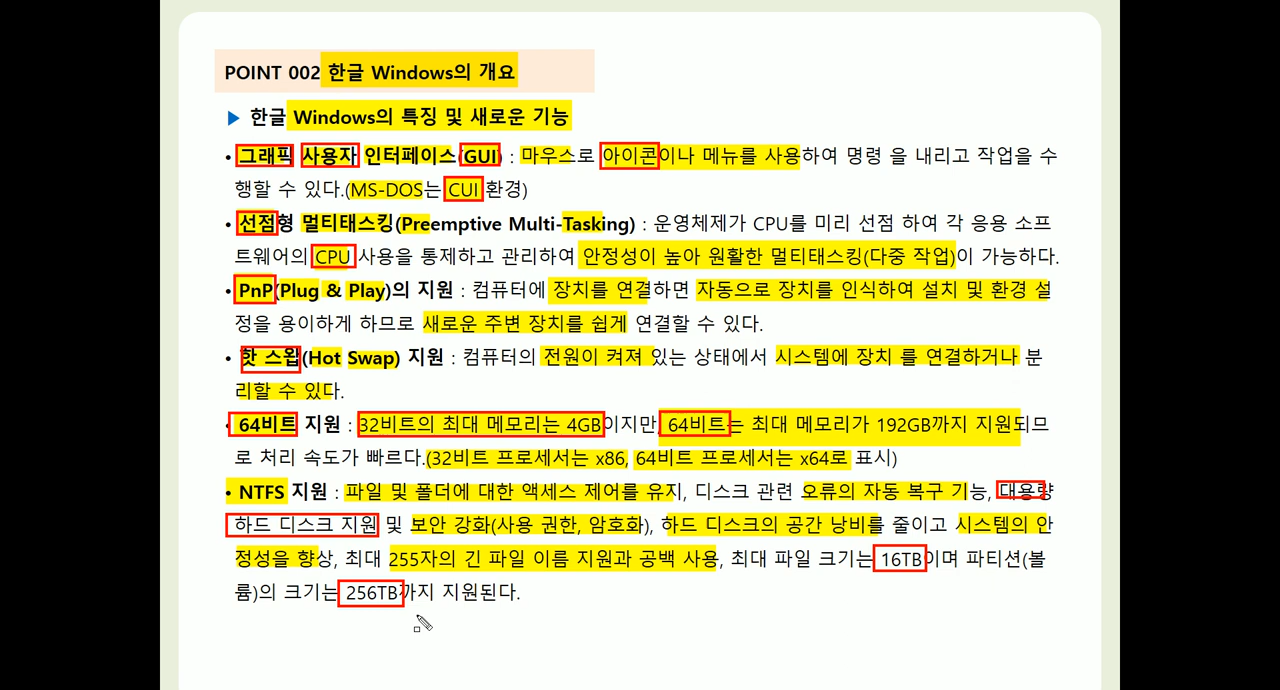 POINT 002 한글 Windows의 개요
▶ 한글 Windows의 특징 및 새로운 기능
• 그래픽 사용자 인터페이스(GUI) : 마우스로 아이콘이나 메뉴를 사용하여 명령 을 내리고 작업을 수
행할 수 있다.(MS-DOS는 CUI 환경)
• 선점형 멀티태스킹(Preemptive Multi-Tasking) : 운영체제가 CPU를 미리 선점 하여 각 응용 소프
트웨어의 CPU 사용을 통제하고 관리하여 안정성이 높아 원활한 멀티태스킹(다중 작업)이 가능하다.
• PnP(Plug & Play)의 지원 : 컴퓨터에 장치를 연결하면 자동으로 장치를 인식하여 설치 및 환경 설
정을 용이하게 하므로 새로운 주변 장치를 쉽게 연결할 수 있다.
• 핫 스왑(Hot Swap) 지원 : 컴퓨터의 전원이 켜져 있는 상태에서 시스템에 장치 를 연결하거나 분
리할 수 있다.
• 64비트 지원 : 32비트의 최대 메모리는 4GB이지만, 64비트는 최대 메모리가 192GB까지 지원되므
로 처리 속도가 빠르다.(32비트 프로세서는 x86, 64비트 프로세서는 x64로 표시)
• NTFS 지원 : 파일 및 폴더에 대한 액세스 제어를 유지, 디스크 관련 오류의 자동 복구 기능, 대용량
하드 디스크 지원 및 보안 강화(사용 권한, 암호화), 하드 디스크의 공간 낭비를 줄이고 시스템의 안
정성을 향상, 최대 255자의 긴 파일 이름 지원과 공백 사용, 최대 파일 크기는 16TB이며 파티션(볼
륨)의 크기는 256TB까지 지원된다.